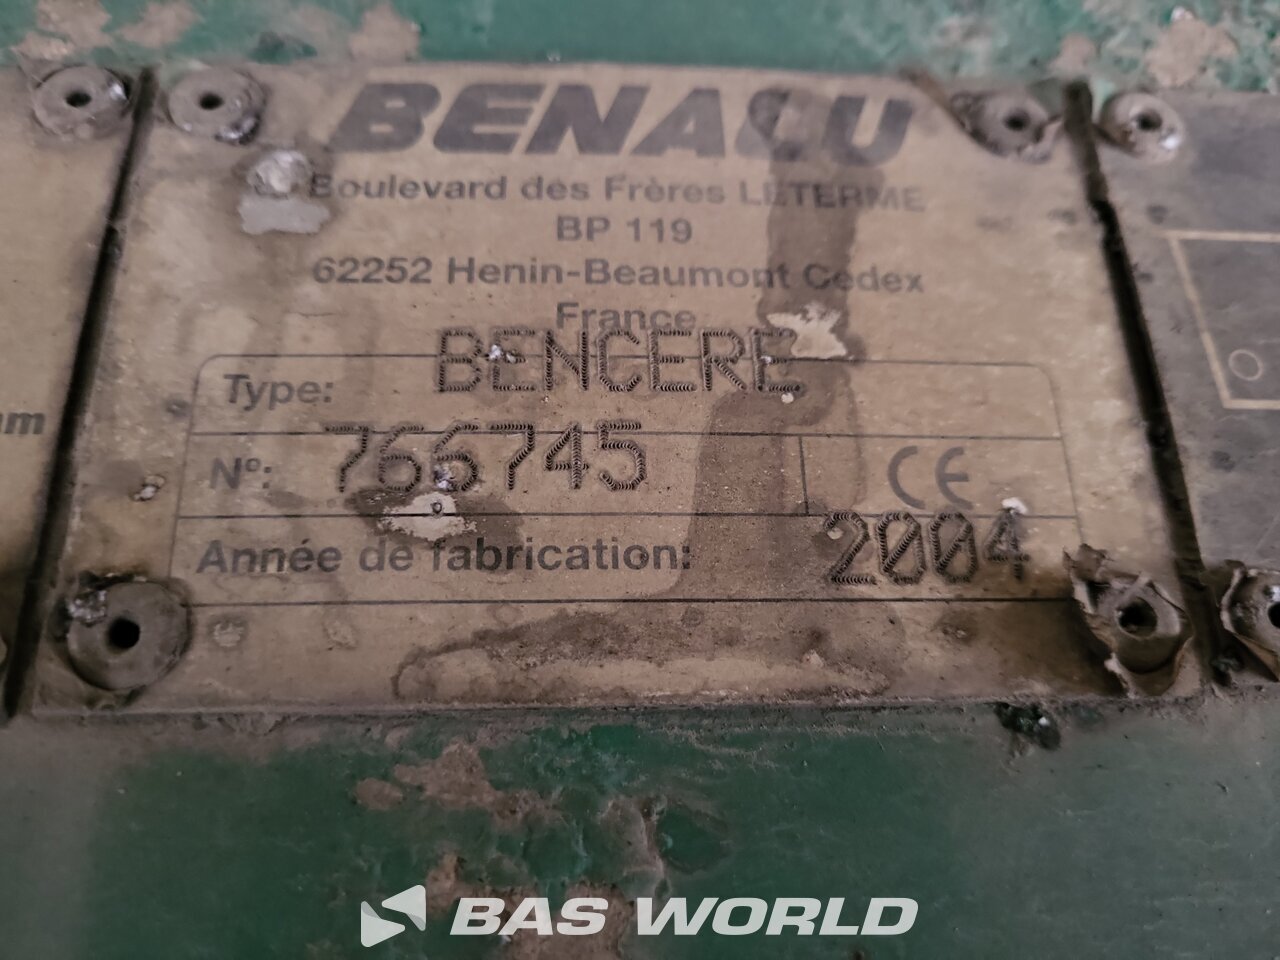 BENALU
Boulevard des Frères LETERME
BP 119
62252 Henin-Beaumont Cedex
France
Type: BENCERE
N°: 766745 CE
Année de fabrication: 2004
mm
BAS WORLD